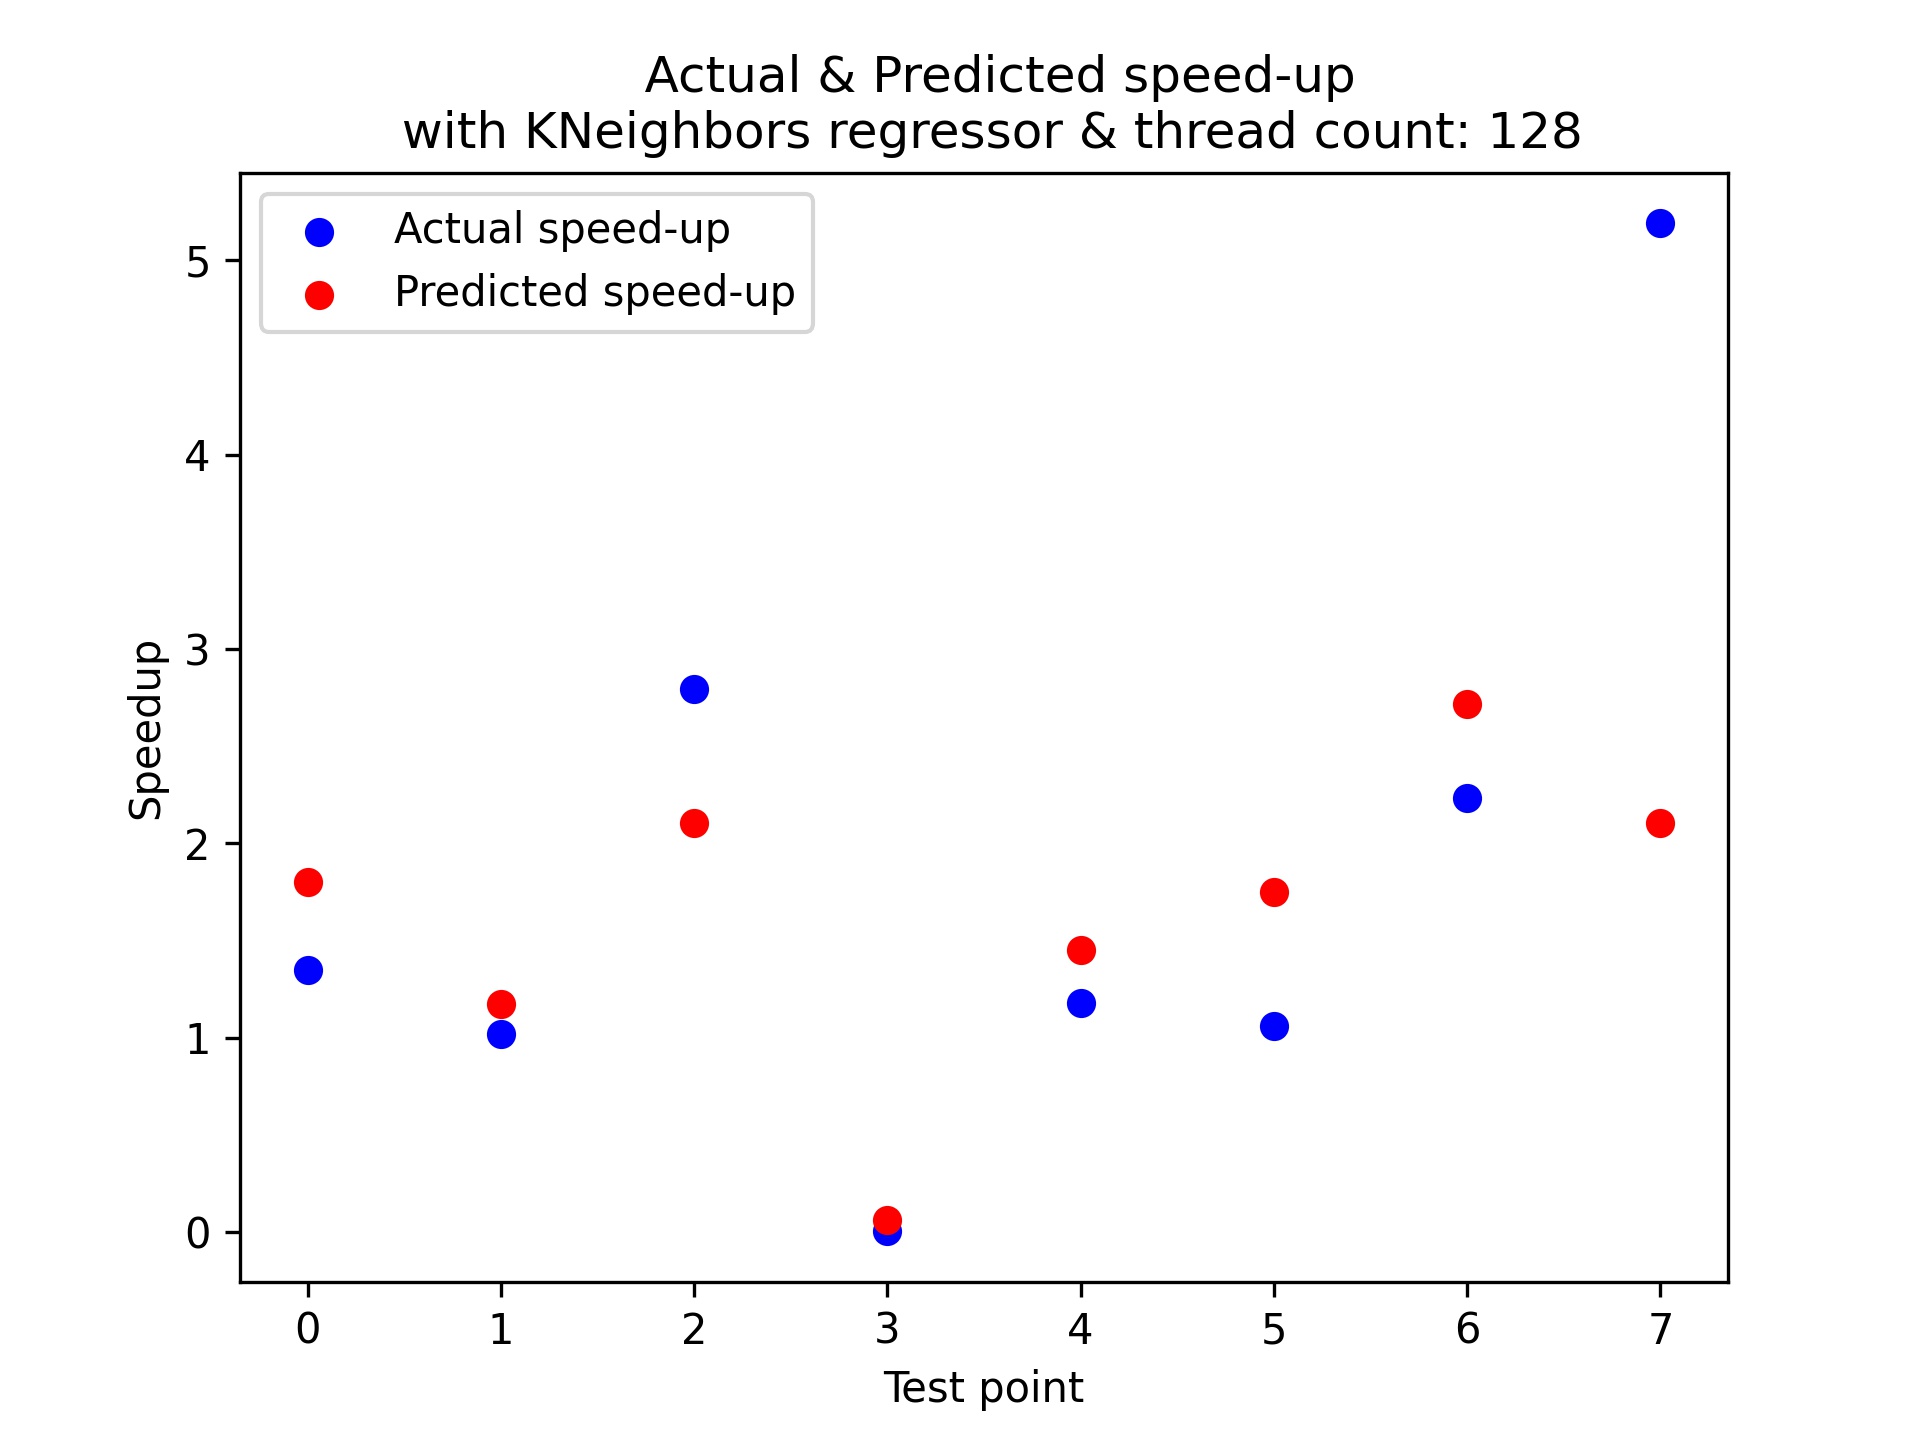 Actual & Predicted speed-up
with KNeighbors regressor & thread count: 128
Actual speed-up
Predicted speed-up
5
4
3
2
1
0
Speedup
0 1 2 3 4 5 6 7
Test point